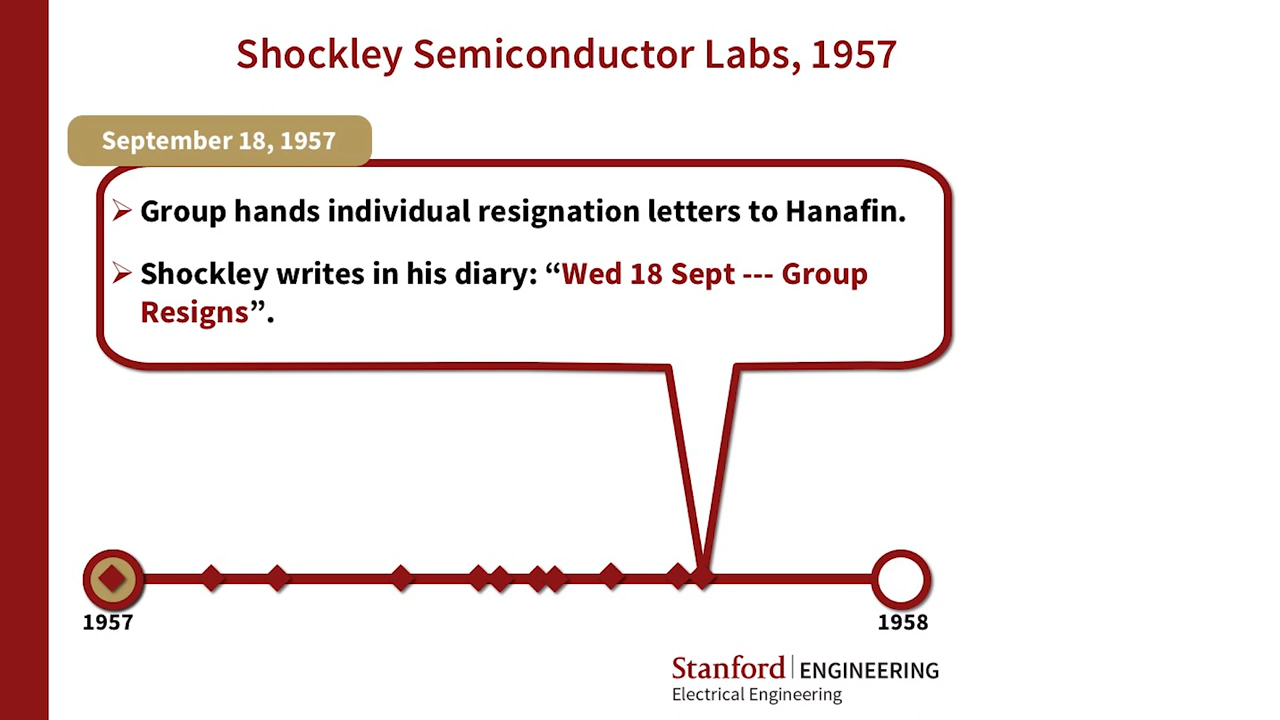 Shockley Semiconductor Labs, 1957
September 18, 1957
Group hands individual resignation letters to Hanafin.
Shockley writes in his diary: “Wed 18 Sept --- Group
Resigns”.
1957
1958
Stanford ENGINEERING
Electrical Engineering